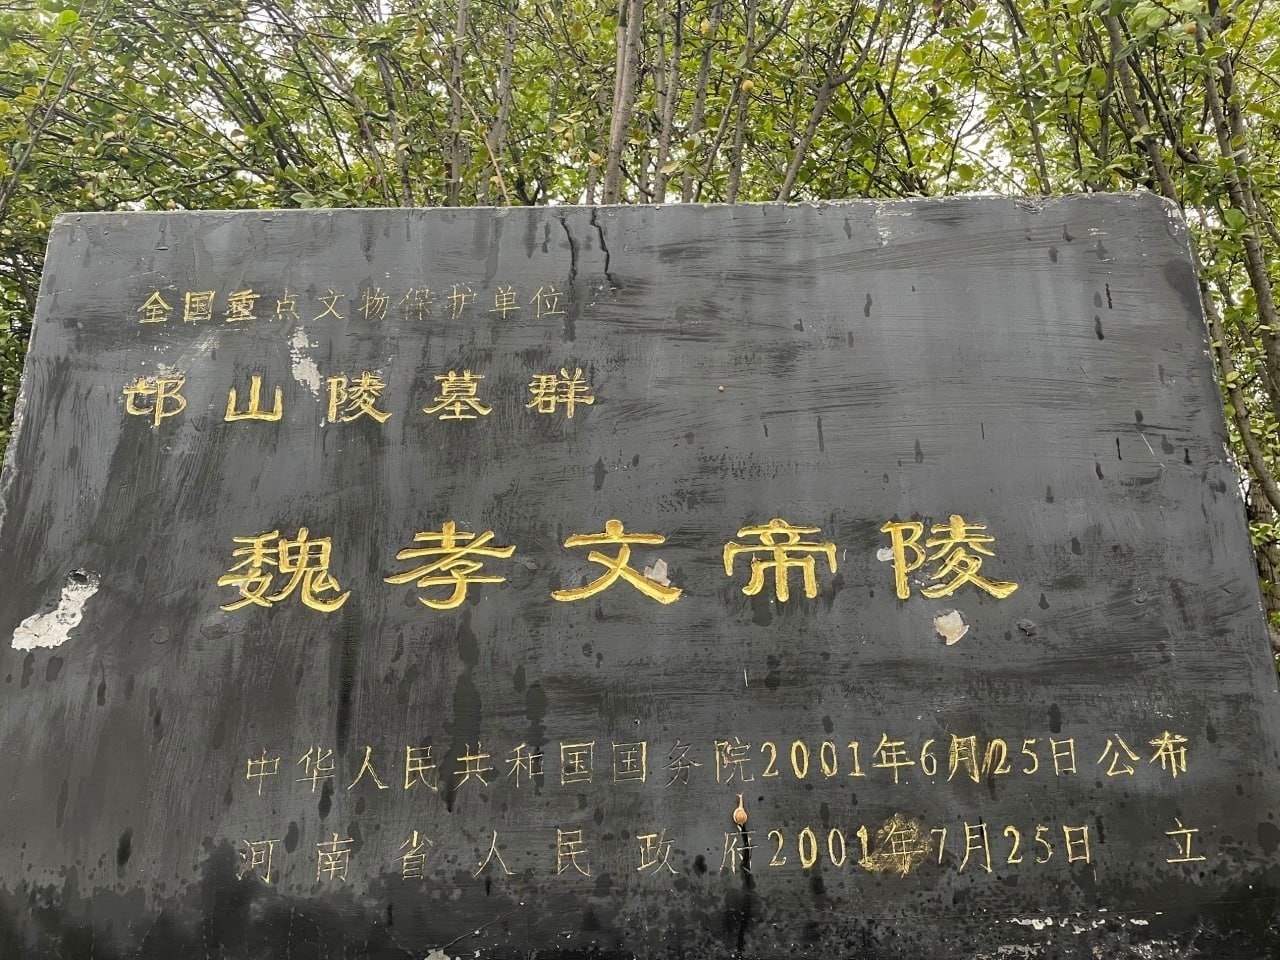 全国重点文物保护单位
邙山陵墓群
魏孝文帝陵
中华人民共和国国务院2001年6月25日公布
河南省人民政府2001年7月25日 立